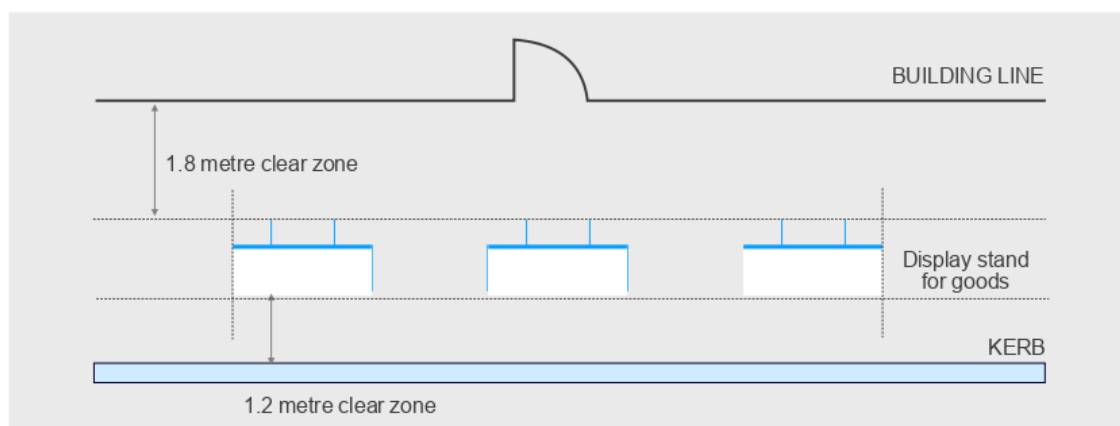 BUILDING LINE
1.8 metre clear zone
Display stand
for goods
KERB
1.2 metre clear zone